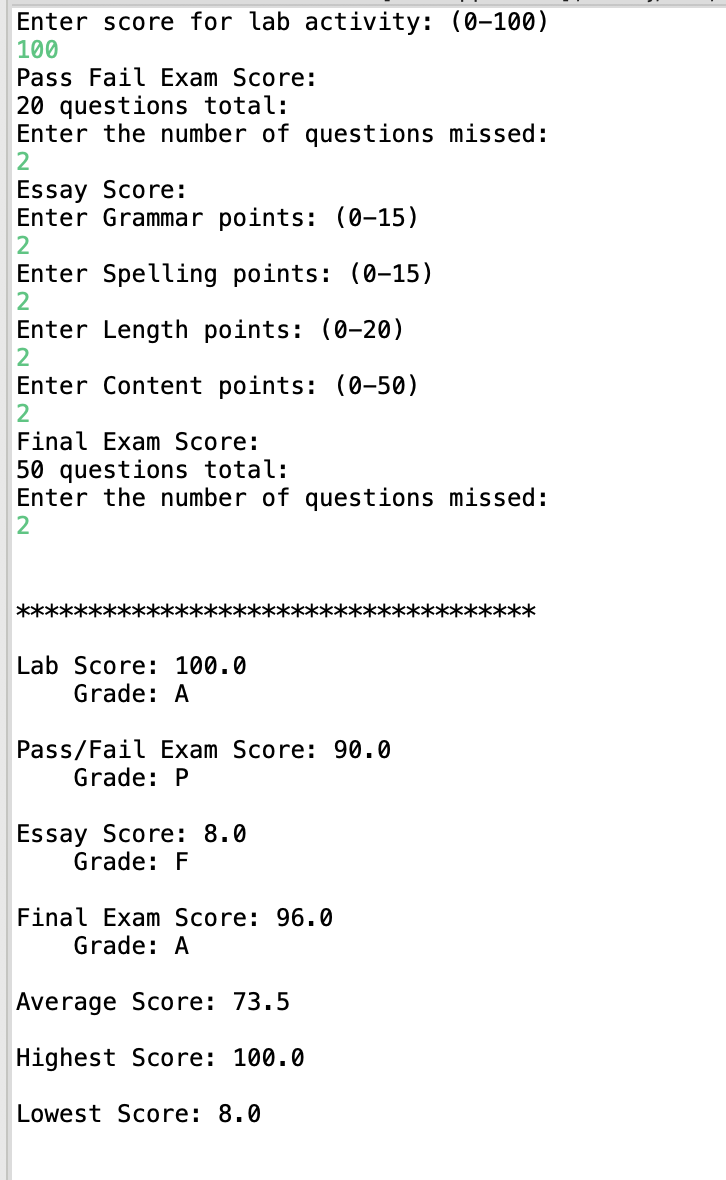 Enter score for lab activity: (0-100)
100
Pass Fail Exam Score:
20 questions total:
Enter the number of questions missed:
2
Essay Score:
Enter Grammar points: (0-15)
2
Enter Spelling points: (0-15)
2
Enter Length points: (0-20)
2
Enter Content points: (0-50)
2
Final Exam Score:
50 questions total:
Enter the number of questions missed:
2
************************************
Lab Score: 100.0
Grade: A
Pass/Fail Exam Score: 90.0
Grade: P
Essay Score: 8.0
Grade: F
Final Exam Score: 96.0
Grade: A
Average Score: 73.5
Highest Score: 100.0
Lowest Score: 8.0